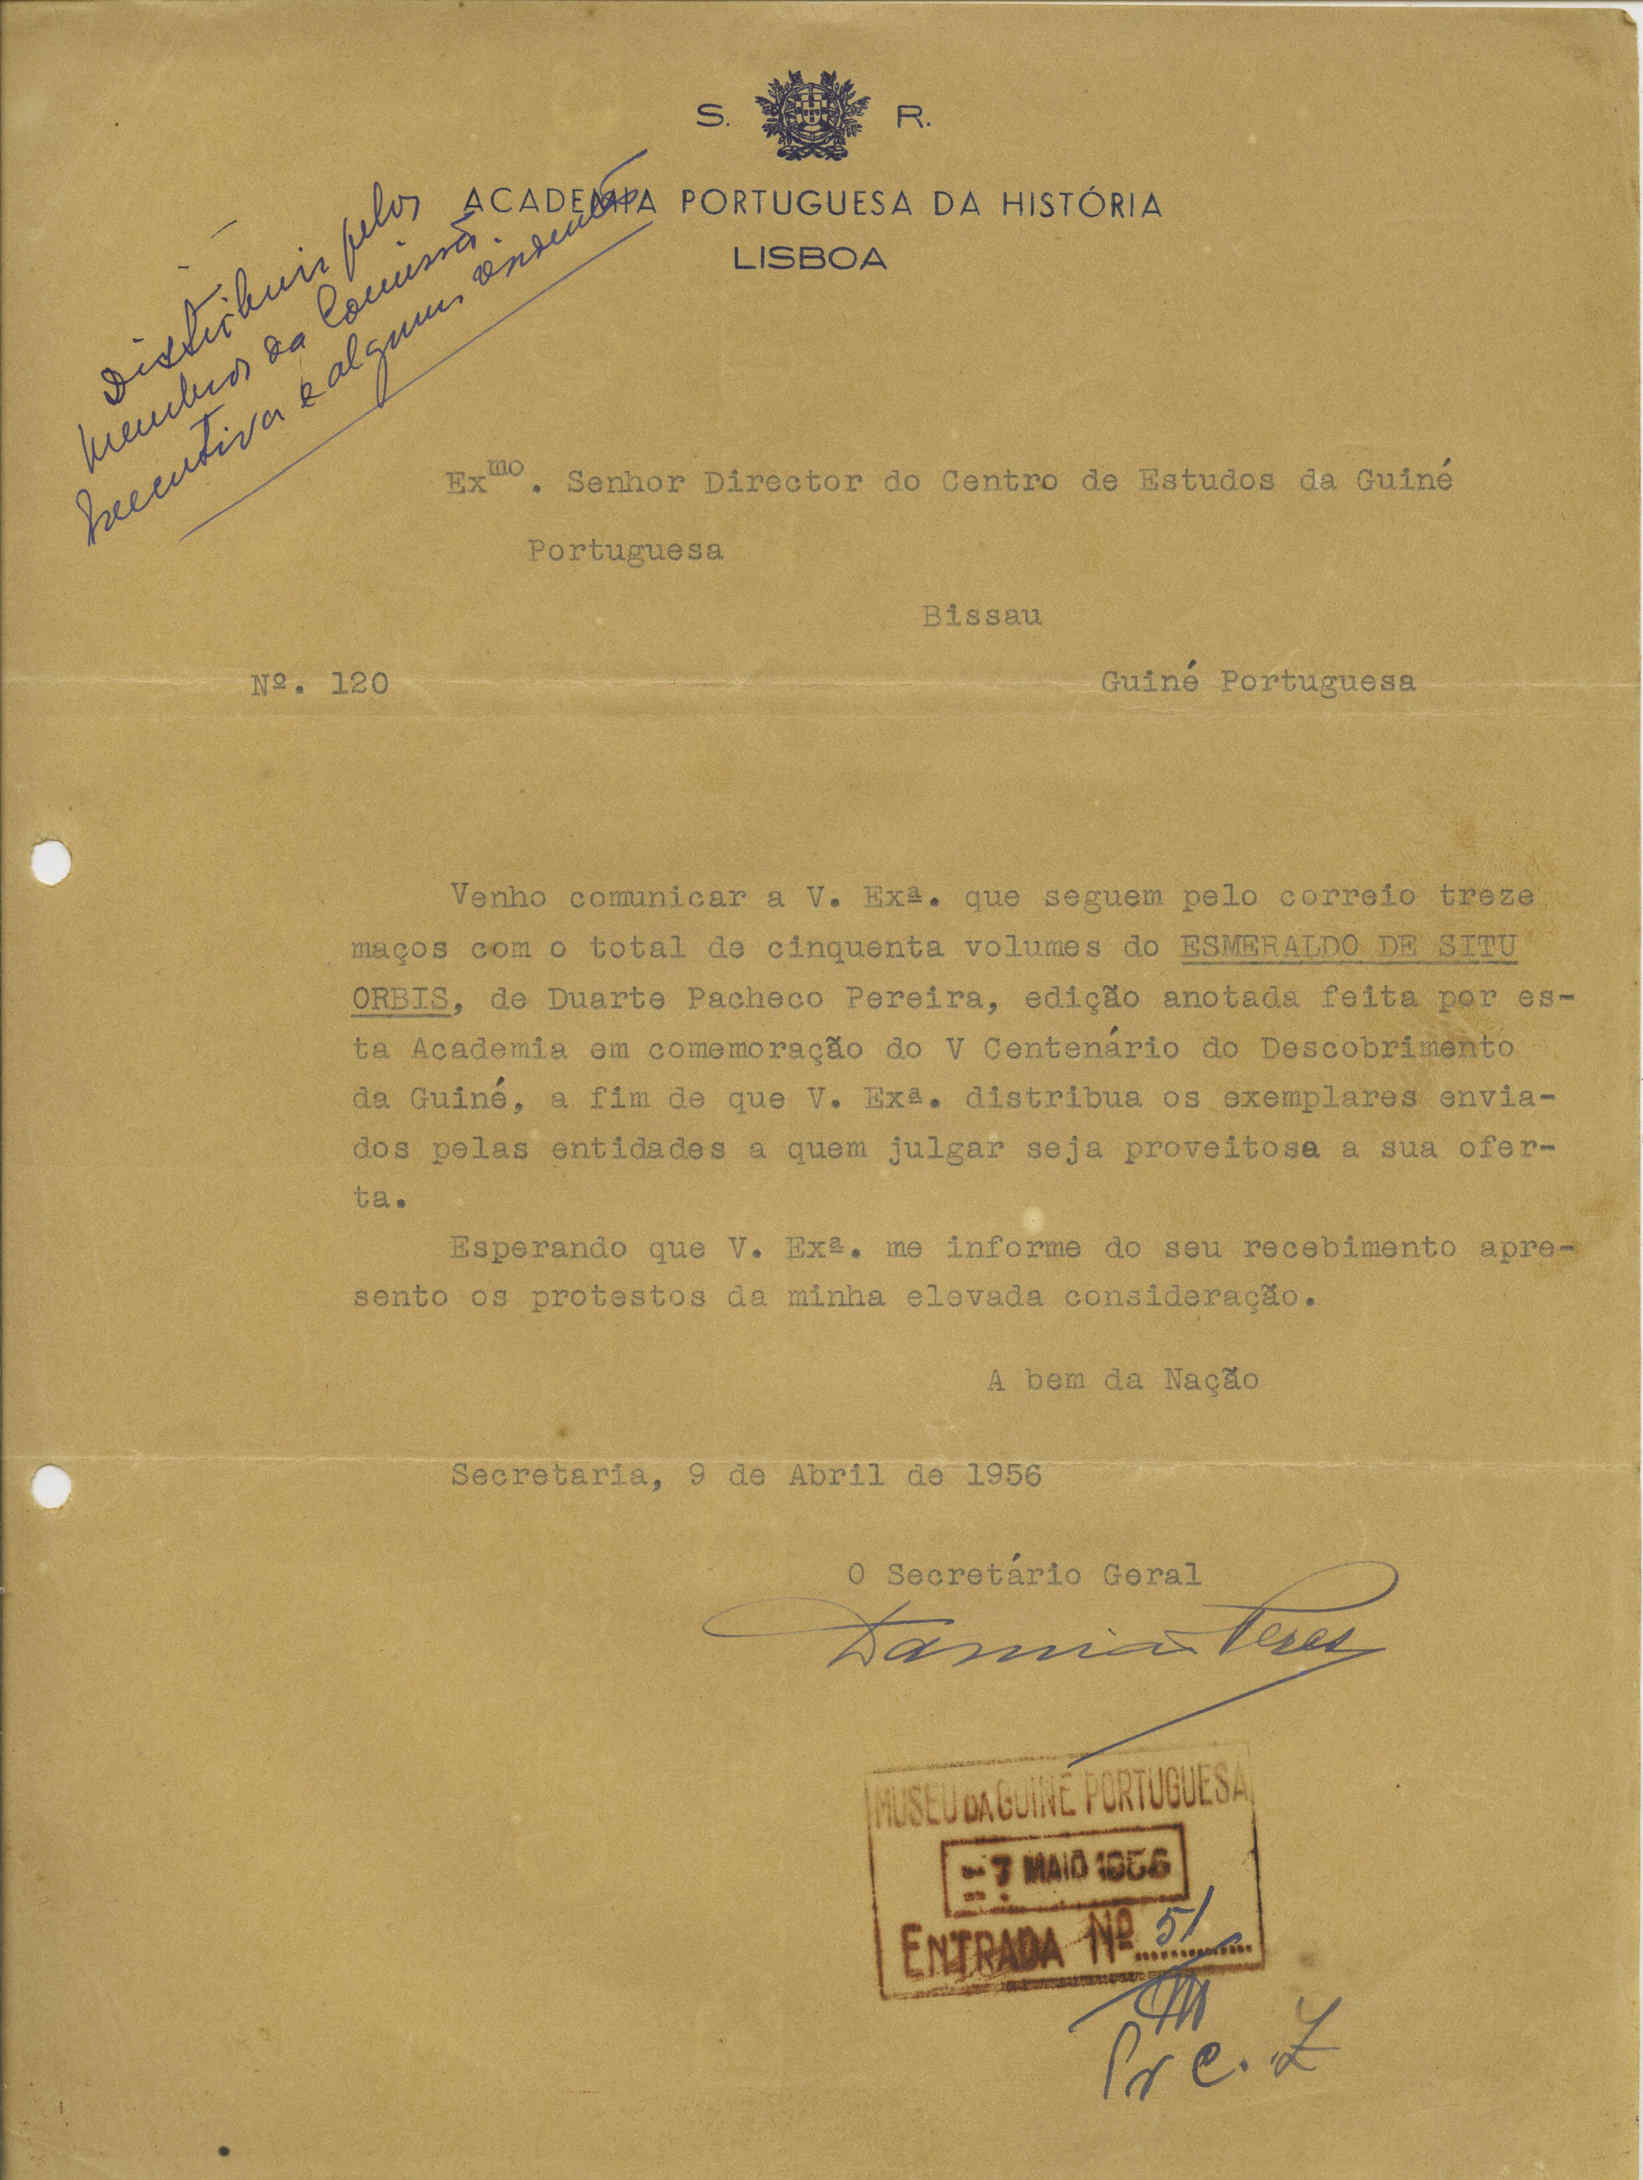 S. R.
ACADEMIA PORTUGUESA DA HISTÓRIA
LISBOA
Distribuir pelos
membros da Comissão
Executiva e alguns
Exmo. Senhor Director do Centro de Estudos da Guiné
Portuguesa
Bissau
Nº. 120 Guiné Portuguesa
Venho comunicar a V. Exª. que seguem pelo correio treze
maços com o total de cinquenta volumes do ESMERALDO DE SITU
ORBIS, de Duarte Pacheco Pereira, edição anotada feita por es-
ta Academia em comemoração do V Centenário do Descobrimento
da Guiné, a fim de que V. Exª. distribua os exemplares envia-
dos pelas entidades a quem julgar seja proveitosa a sua ofer-
ta.
Esperando que V. Exª. me informe do seu recebimento apre-
sento os protestos da minha elevada consideração.
A bem da Nação
Secretaria, 9 de Abril de 1956
O Secretário Geral
Damião Peres
MUSEU DA GUINÉ PORTUGUESA
-7 MAIO 1956
ENTRADA Nº 51